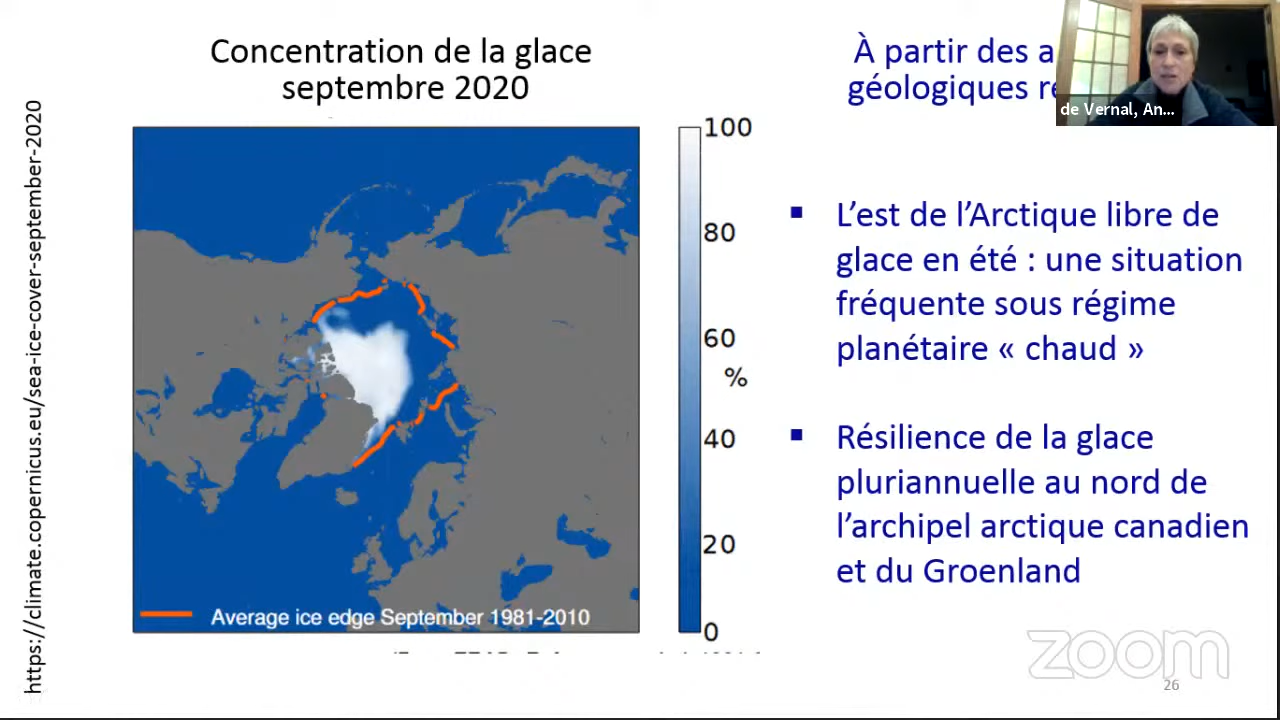 Concentration de la glace
septembre 2020
À partir des
géologiques
de Vernal, An...
https://climate.copernicus.eu/sea-ice-cover-september-2020
100
80
60
%
40
20
0
Average ice edge September 1981-2010
▪ L’est de l’Arctique libre de
glace en été : une situation
fréquente sous régime
planétaire « chaud »
▪ Résilience de la glace
pluriannuelle au nord de
l’archipel arctique canadien
et du Groenland
zoom
26